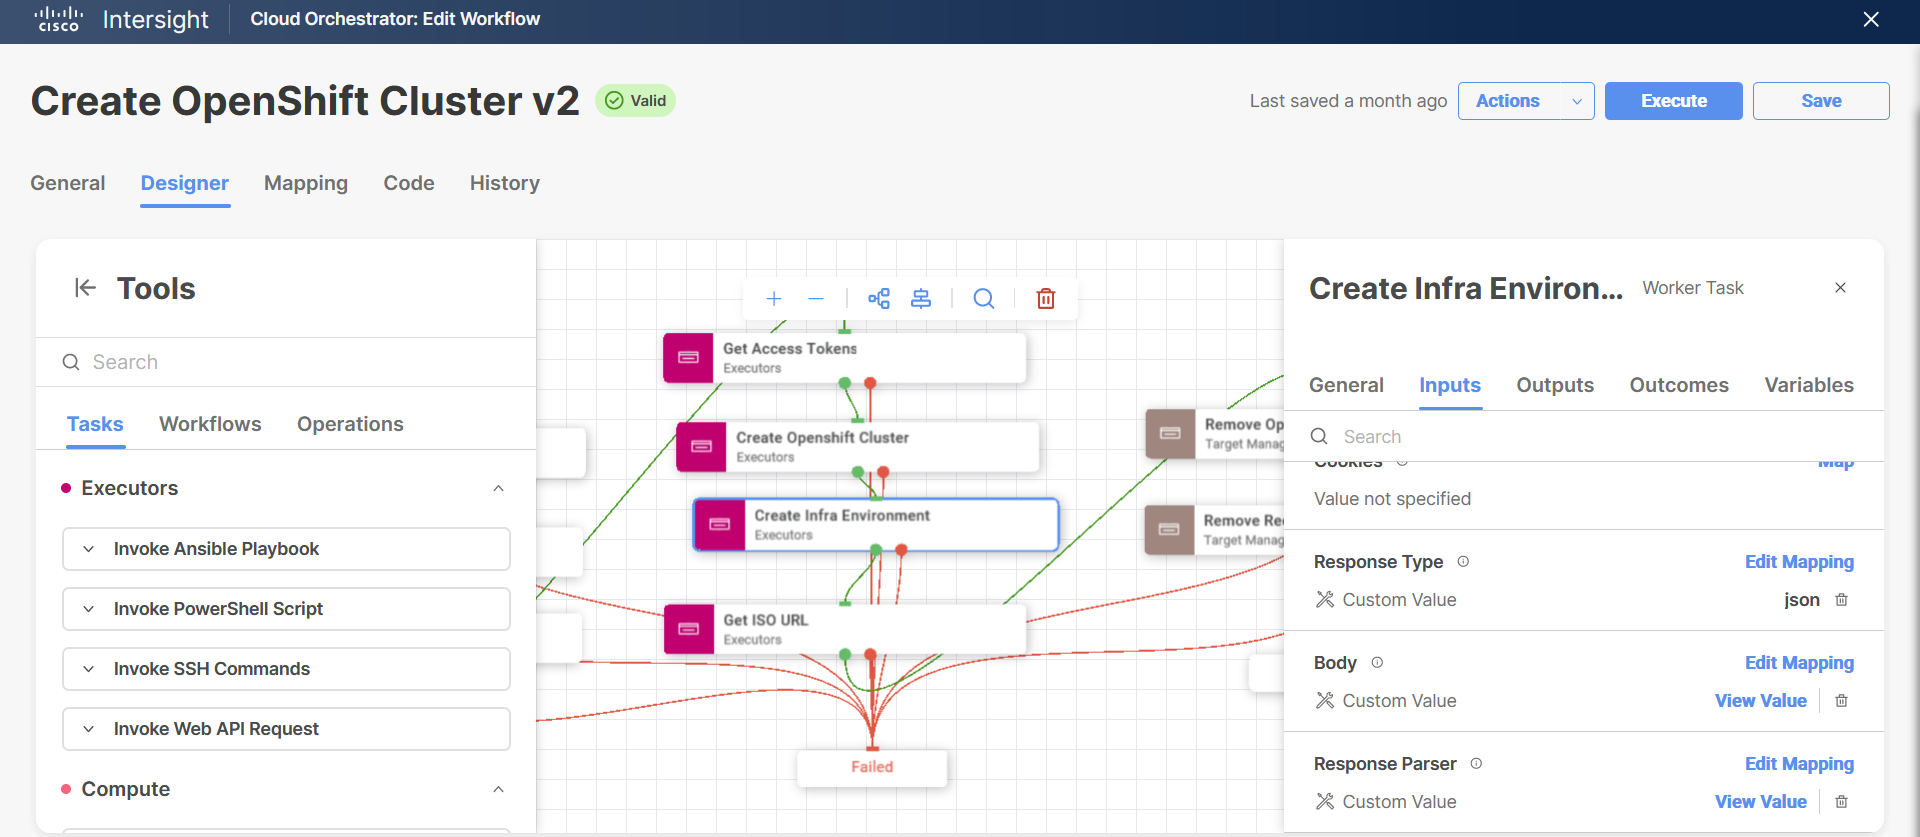 CISCO Intersight Cloud Orchestrator: Edit Workflow
Create OpenShift Cluster v2 Valid
Last saved a month ago Actions Execute Save
General Designer Mapping Code History
Tools
Search
Tasks Workflows Operations
Executors
Invoke Ansible Playbook
Invoke PowerShell Script
Invoke SSH Commands
Invoke Web API Request
Compute
Get Access Tokens
Executors
Create Openshift Cluster
Executors
Create Infra Environment
Executors
Get ISO URL
Executors
Failed
Remove Op
Target Manag
Remove Re
Target Manag
Create Infra Environ... Worker Task
General Inputs Outputs Outcomes Variables
Search
Cookies Map
Value not specified
Response Type Edit Mapping
Custom Value json
Body Edit Mapping
Custom Value View Value
Response Parser Edit Mapping
Custom Value View Value